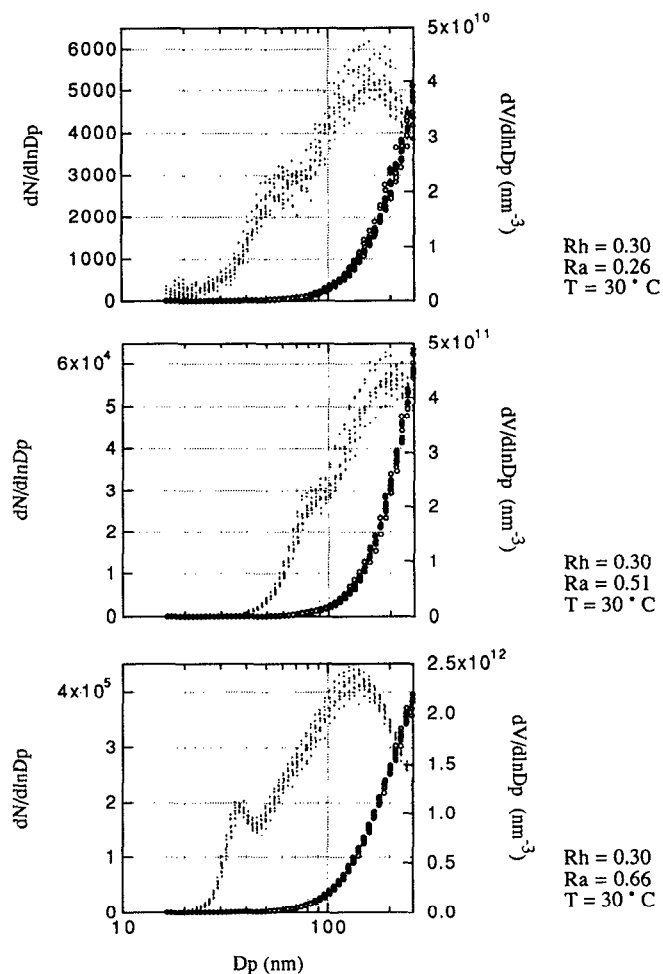 5x10^10
6000
5000
4000
3000
2000
1000
0
dN/dlnDp
4
3
2
1
0
dV/dlnDp (nm^-3)
Rh = 0.30
Ra = 0.26
T = 30 ° C
5x10^11
6x10^4
5
4
3
2
1
0
dN/dlnDp
4
3
2
1
0
dV/dlnDp (nm^-3)
Rh = 0.30
Ra = 0.51
T = 30 ° C
2.5x10^12
4x10^5
3
2
1
0
dN/dlnDp
2.0
1.5
1.0
0.5
0.0
dV/dlnDp (nm^-3)
Rh = 0.30
Ra = 0.66
T = 30 ° C
10
100
Dp (nm)